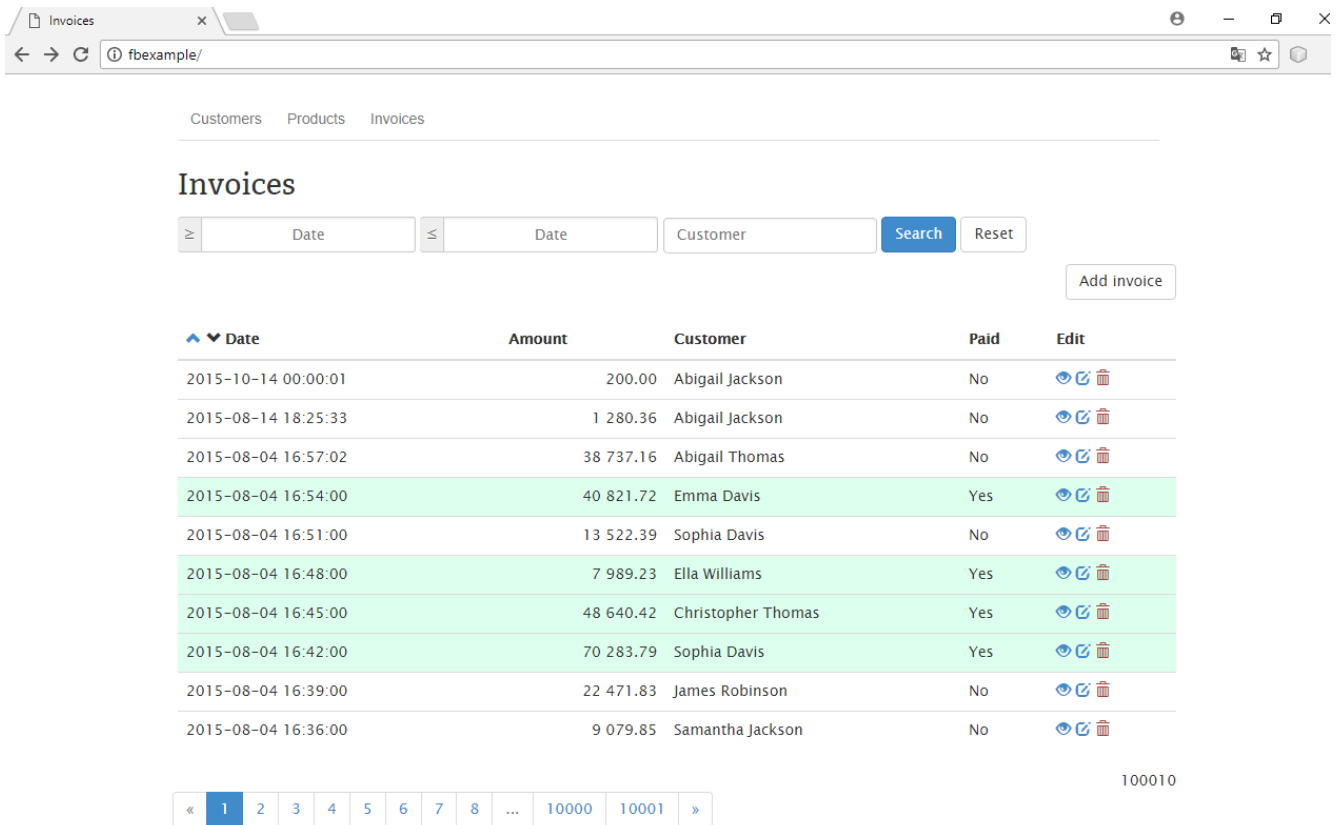 Invoices
fbexample/
Customers Products Invoices
Invoices
≥ Date ≤ Date Customer Search Reset
Add invoice
Date Amount Customer Paid Edit
2015-10-14 00:00:01 200.00 Abigail Jackson No
2015-08-14 18:25:33 1 280.36 Abigail Jackson No
2015-08-04 16:57:02 38 737.16 Abigail Thomas No
2015-08-04 16:54:00 40 821.72 Emma Davis Yes
2015-08-04 16:51:00 13 522.39 Sophia Davis No
2015-08-04 16:48:00 7 989.23 Ella Williams Yes
2015-08-04 16:45:00 48 640.42 Christopher Thomas Yes
2015-08-04 16:42:00 70 283.79 Sophia Davis Yes
2015-08-04 16:39:00 22 471.83 James Robinson No
2015-08-04 16:36:00 9 079.85 Samantha Jackson No
100010
« 1 2 3 4 5 6 7 8 ... 10000 10001 »